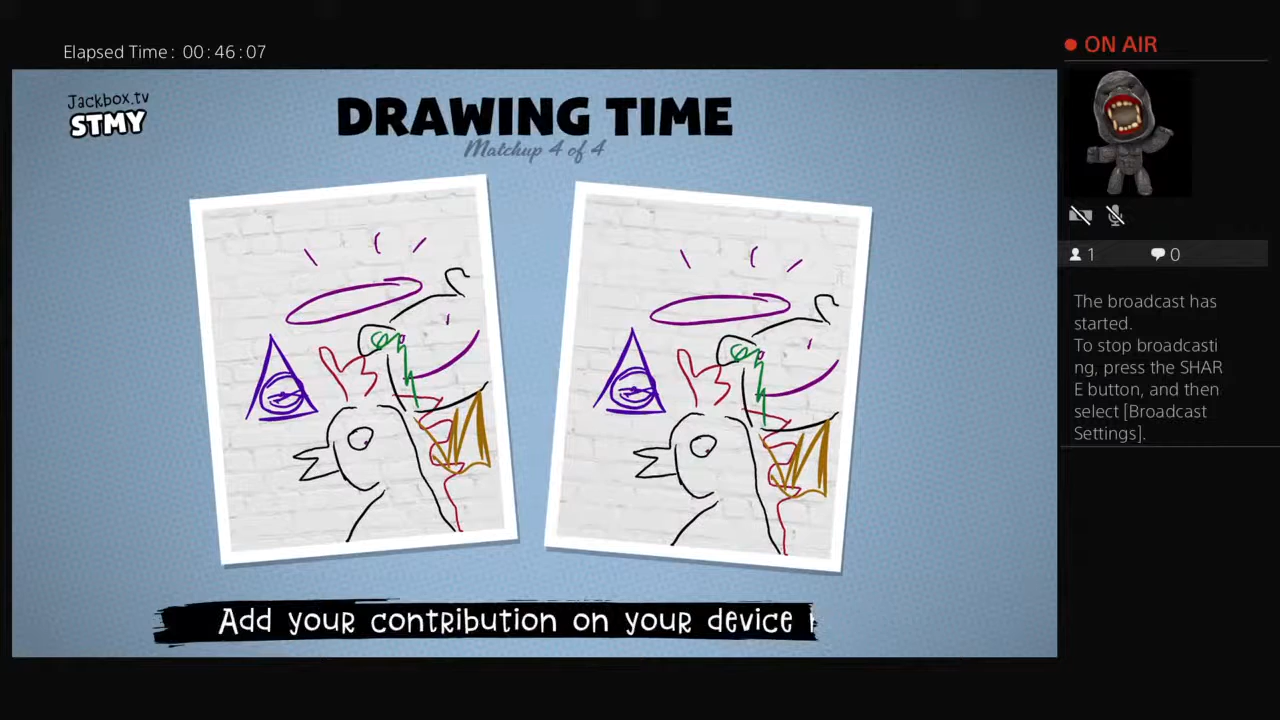 Elapsed Time: 00:46:07
ON AIR
Jackbox.tv
STMY
DRAWING TIME
Matchup 4 of 4
1
0
The broadcast has
started.
To stop broadcasti
ng, press the SHAR
E button, and then
select [Broadcast
Settings].
Add your contribution on your device